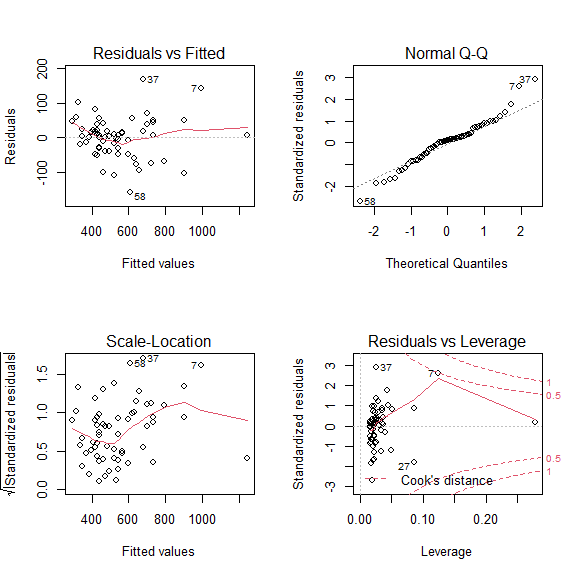 Residuals vs Fitted
Residuals
200
100
0
-100
37
7
58
400 600 800 1000
Fitted values
Normal Q-Q
Standardized residuals
3
2
1
0
-2
37
7
58
-2 -1 0 1 2
Theoretical Quantiles
Scale-Location
√|Standardized residuals|
1.5
1.0
0.5
0.0
58
37
7
400 600 800 1000
Fitted values
Residuals vs Leverage
Standardized residuals
3
2
1
0
-1
-3
37
7
27
1
0.5
0.5
1
Cook's distance
0.00 0.10 0.20
Leverage